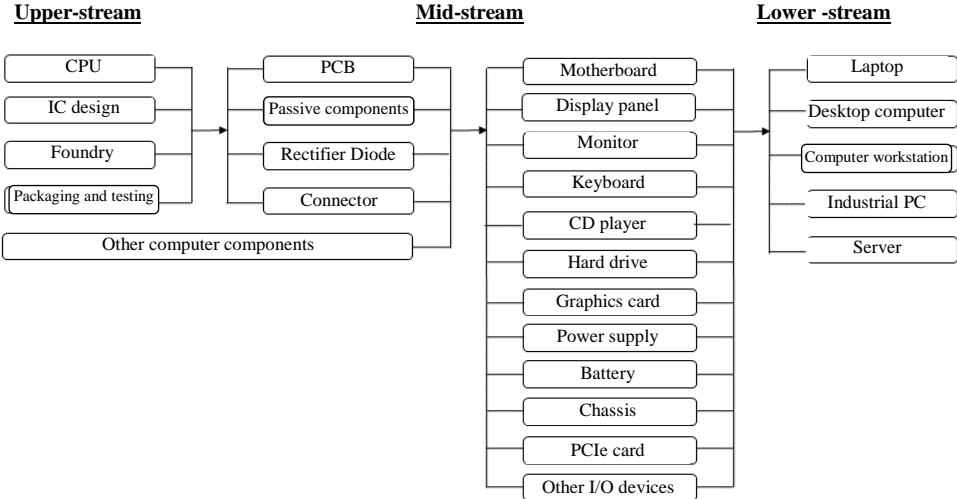 Upper-stream
Mid-stream
Lower -stream
CPU
IC design
Foundry
Packaging and testing
PCB
Passive components
Rectifier Diode
Connector
Other computer components
Motherboard
Display panel
Monitor
Keyboard
CD player
Hard drive
Graphics card
Power supply
Battery
Chassis
PCIe card
Other I/O devices
Laptop
Desktop computer
Computer workstation
Industrial PC
Server